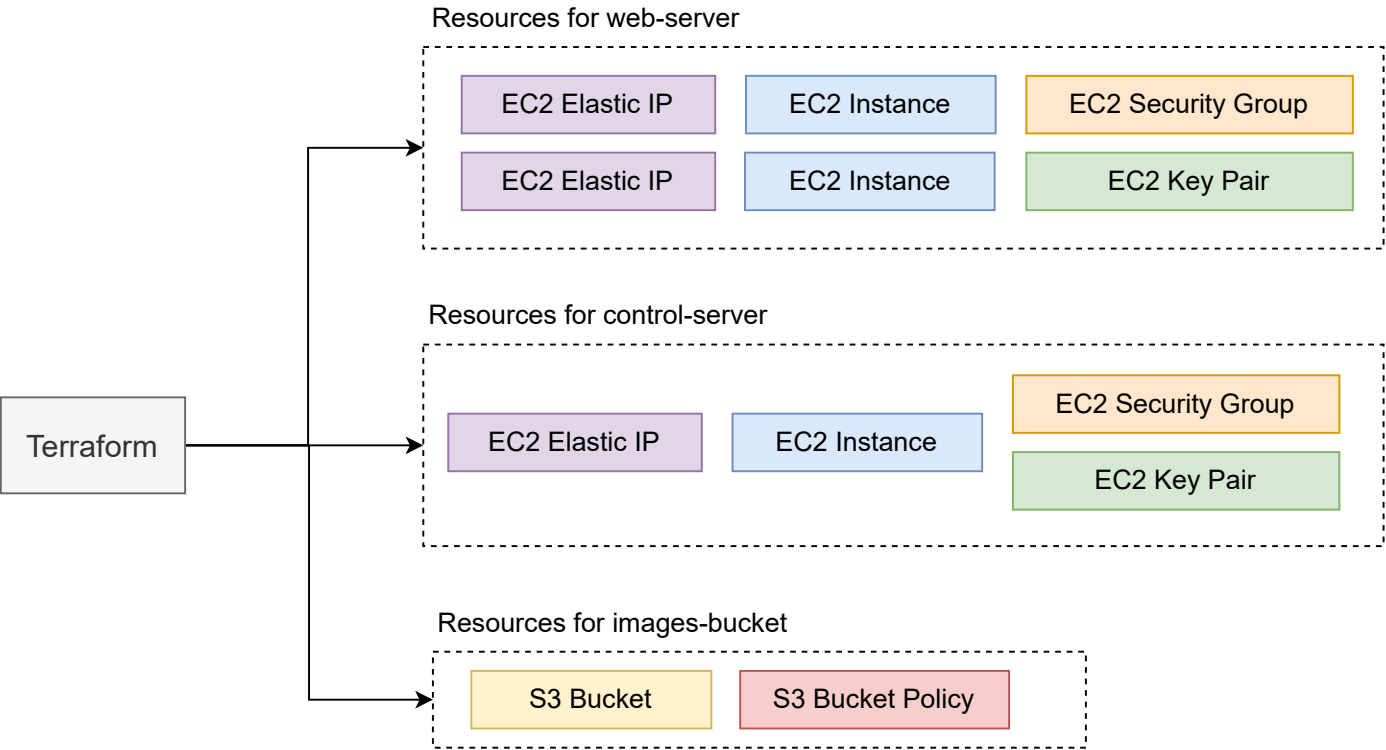 Resources for web-server
EC2 Elastic IP
EC2 Instance
EC2 Security Group
EC2 Elastic IP
EC2 Instance
EC2 Key Pair
Resources for control-server
EC2 Security Group
EC2 Elastic IP
EC2 Instance
EC2 Key Pair
Terraform
Resources for images-bucket
S3 Bucket
S3 Bucket Policy